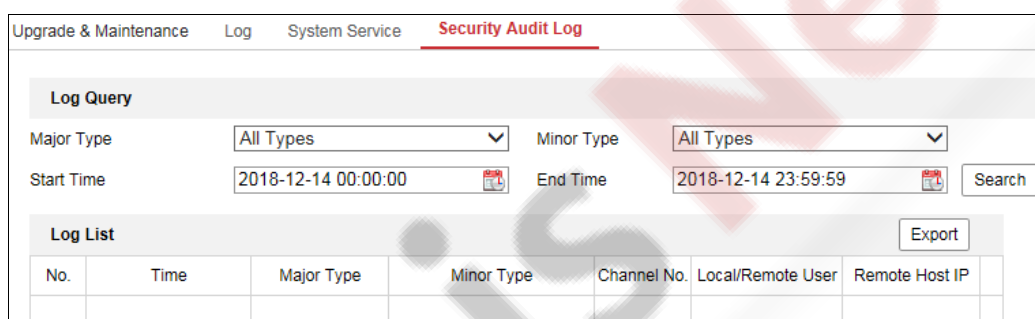 Upgrade & Maintenance Log System Service Security Audit Log
Log Query
Major Type All Types Minor Type All Types
Start Time 2018-12-14 00:00:00 End Time 2018-12-14 23:59:59 Search
Log List Export
No. Time Major Type Minor Type Channel No. Local/Remote User Remote Host IP